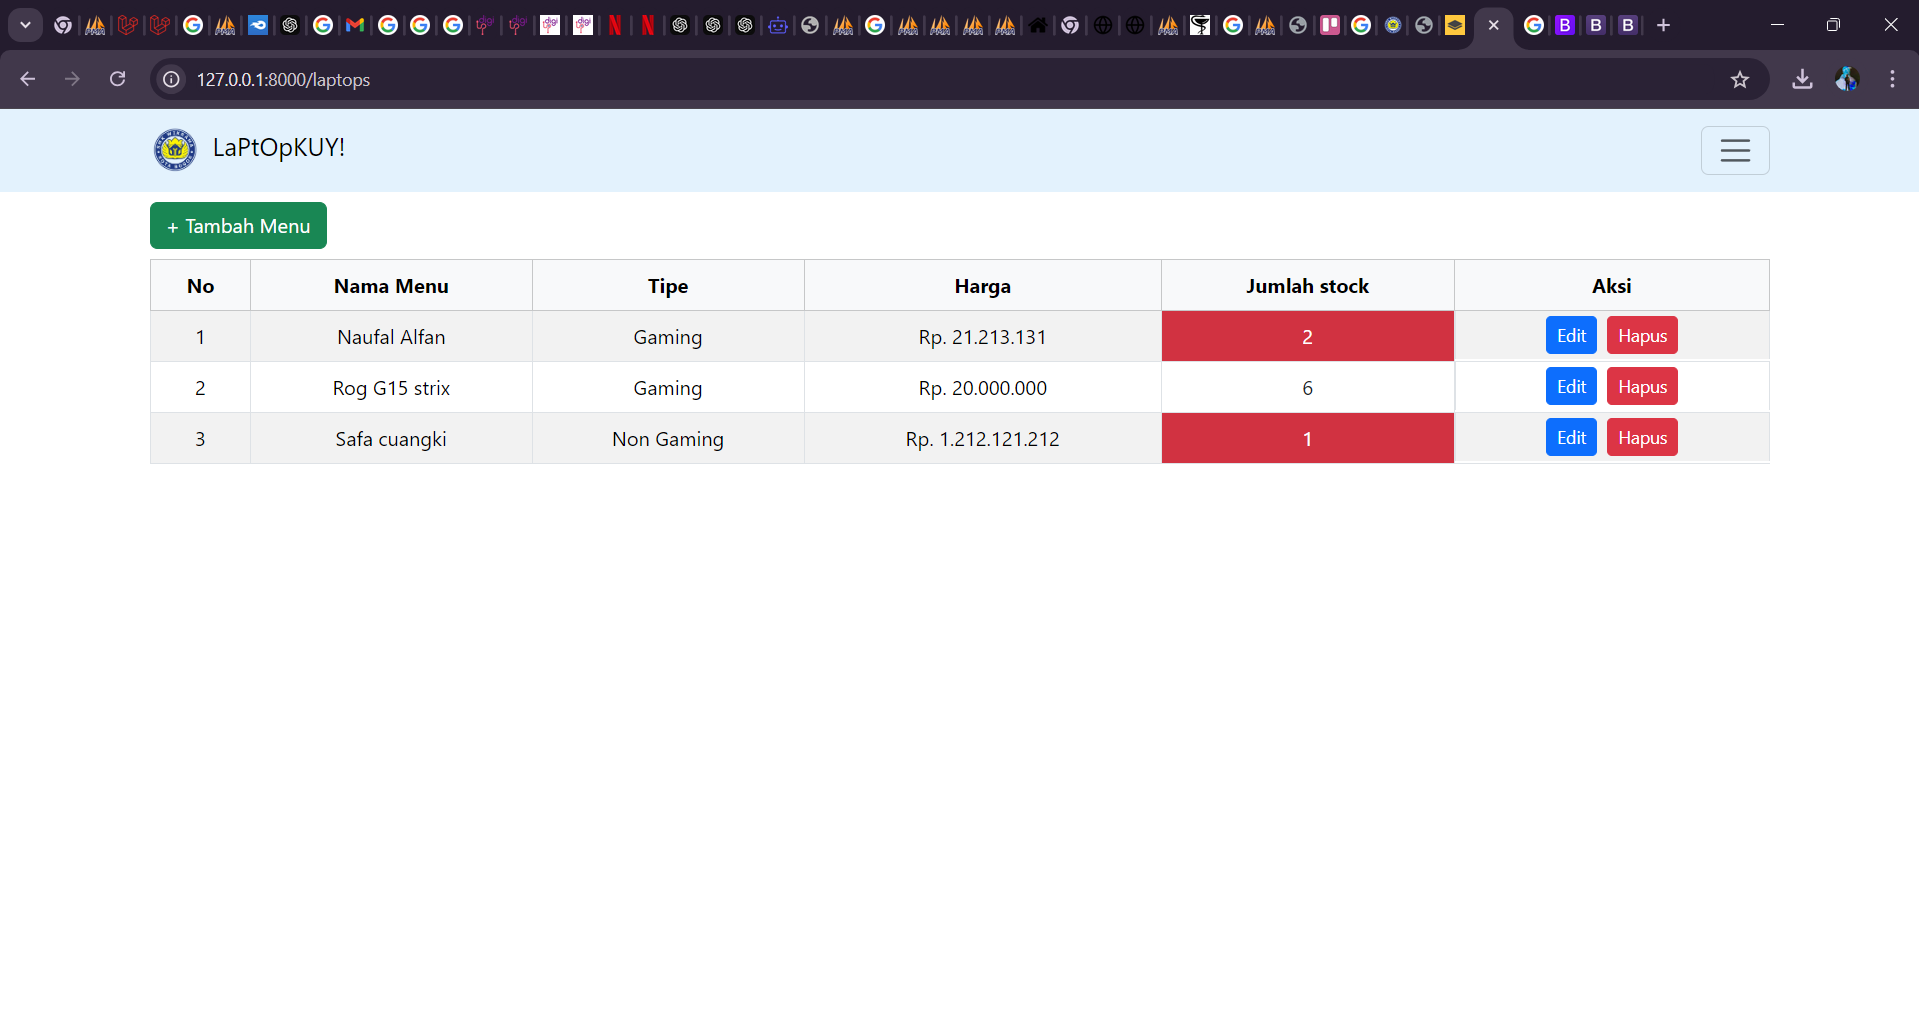 127.0.0.1:8000/laptops
LaPtOpKUY!
+ Tambah Menu
No Nama Menu Tipe Harga Jumlah stock Aksi
1 Naufal Alfan Gaming Rp. 21.213.131 2 Edit Hapus
2 Rog G15 strix Gaming Rp. 20.000.000 6 Edit Hapus
3 Safa cuangki Non Gaming Rp. 1.212.121.212 1 Edit Hapus